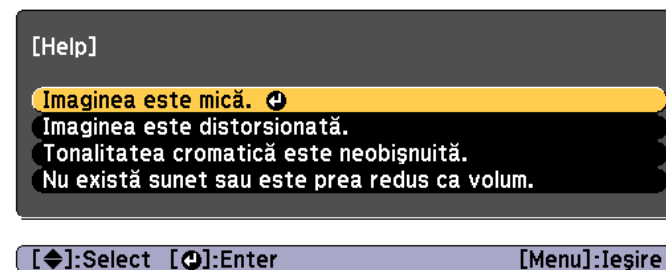 [Help]
Imaginea este mică.
Imaginea este distorsionată.
Tonalitatea cromatică este neobişnuită.
Nu există sunet sau este prea redus ca volum.
[◆]:Select [⏎]:Enter [Menu]:Ieşire